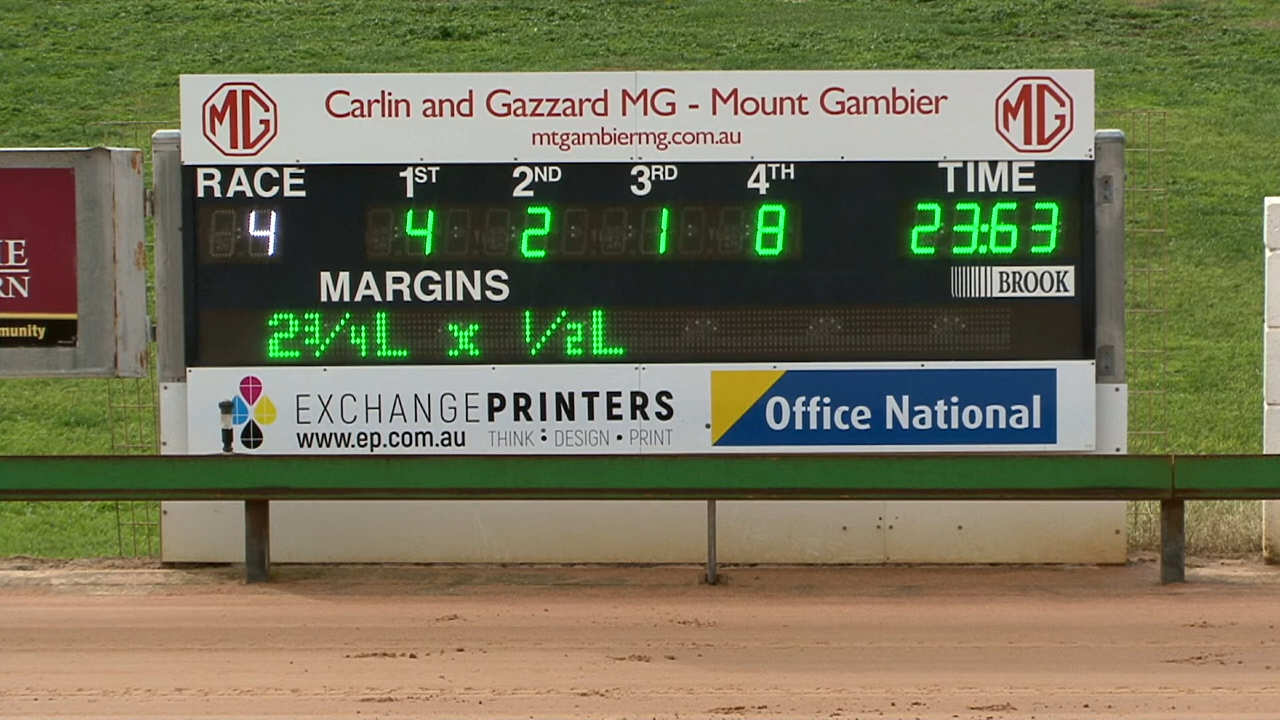 MG Carlin and Gazzard MG - Mount Gambier MG
mtgambiermg.com.au
RACE 1ST 2ND 3RD 4TH TIME
4 4 2 1 8 23:63
MARGINS BROOK
2¾L x ½L
EXCHANGEPRINTERS
www.ep.com.au THINK : DESIGN • PRINT
Office National
munity